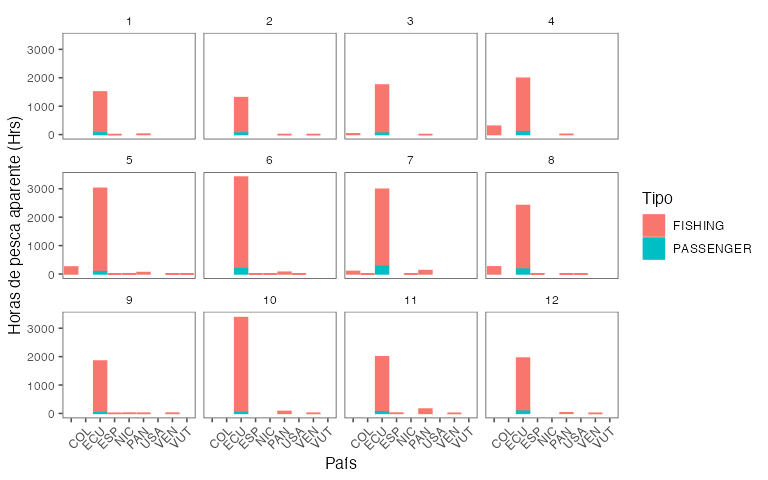 1 2 3 4
3000
2000
1000
0
5 6 7 8
3000
2000
1000
0
9 10 11 12
3000
2000
1000
0
COL ECU ESP NIC PAN USA VEN VUT COL ECU ESP NIC PAN USA VEN VUT COL ECU ESP NIC PAN USA VEN VUT COL ECU ESP NIC PAN USA VEN VUT
País
Horas de pesca aparente (Hrs)
Tipo
FISHING
PASSENGER